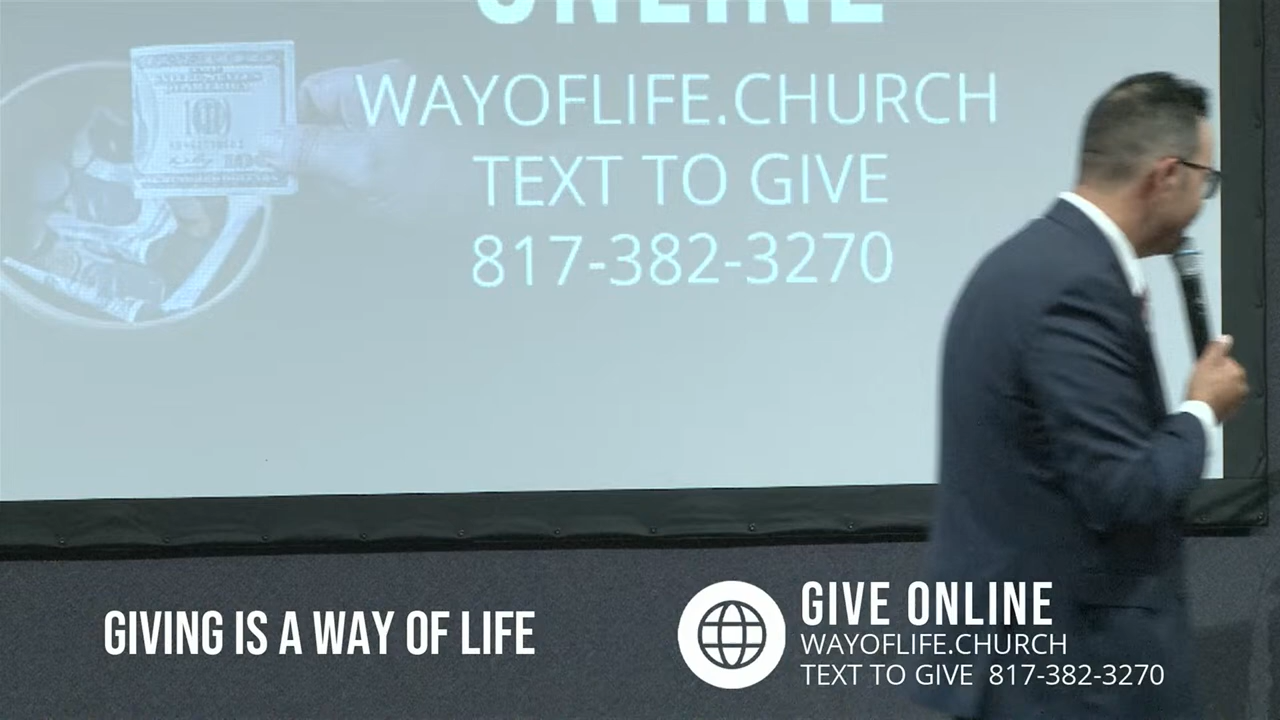 ONLINE
WAYOFLIFE.CHURCH
TEXT TO GIVE
817-382-3270
100
GIVING IS A WAY OF LIFE
GIVE ONLINE
WAYOFLIFE.CHURCH
TEXT TO GIVE 817-382-3270